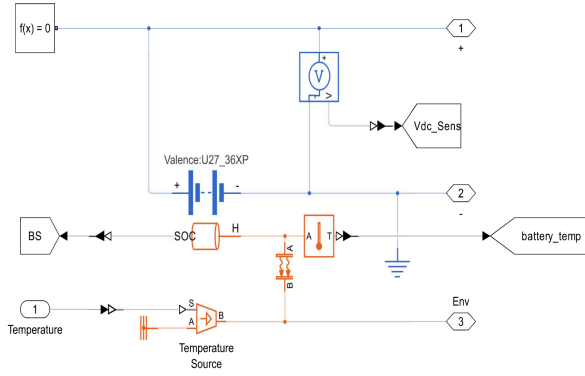 f(x) = 0
1
+
+
V
>
Vdc_Sens
Valence:U27_36XP
+
-
2
-
BS
SOC
H
A
T
battery_temp
A
B
1
Temperature
S
A
B
Temperature
Source
Env
3